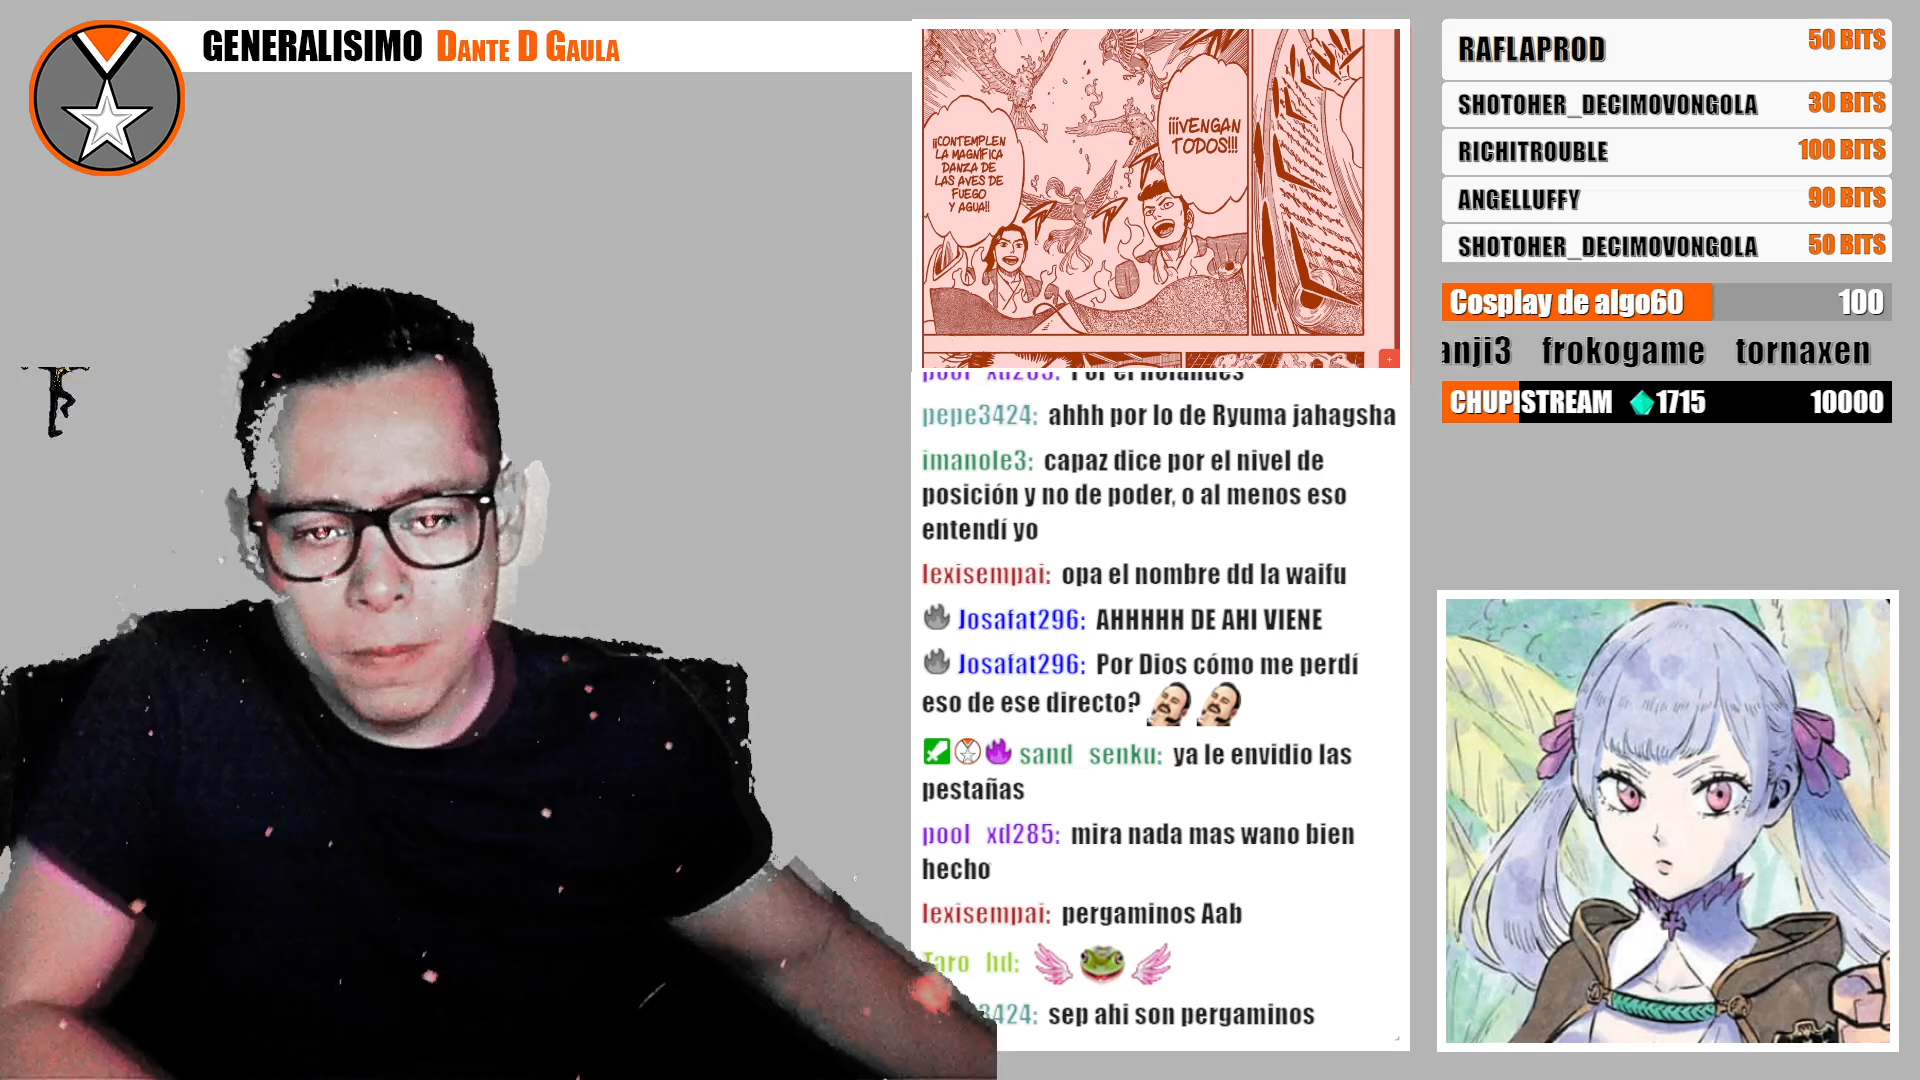 GENERALISIMO Dante D Gaula
¡¡CONTEMPLEN
LA MAGNÍFICA
DANZA DE
LAS AVES DE
FUEGO
Y AGUA!!
¡¡¡VENGAN
TODOS!!!
pepe3424: ahhh por lo de Ryuma jahagsha
imanole3: capaz dice por el nivel de
posición y no de poder, o al menos eso
entendí yo
lexisempai: opa el nombre dd la waifu
Josafat296: AHHHHH DE AHI VIENE
Josafat296: Por Dios cómo me perdí
eso de ese directo?
sand_senku: ya le envidio las
pestañas
pool_xd285: mira nada mas wano bien
hecho
lexisempai: pergaminos Aab
Taro_hd:
3424: sep ahi son pergaminos
RAFLAPROD 50 BITS
SHOTOHER_DECIMOVONGOLA 30 BITS
RICHITROUBLE 100 BITS
ANGELLUFFY 90 BITS
SHOTOHER_DECIMOVONGOLA 50 BITS
Cosplay de algo60 100
anji3 frokogame tornaxen
CHUPISTREAM 1715 10000